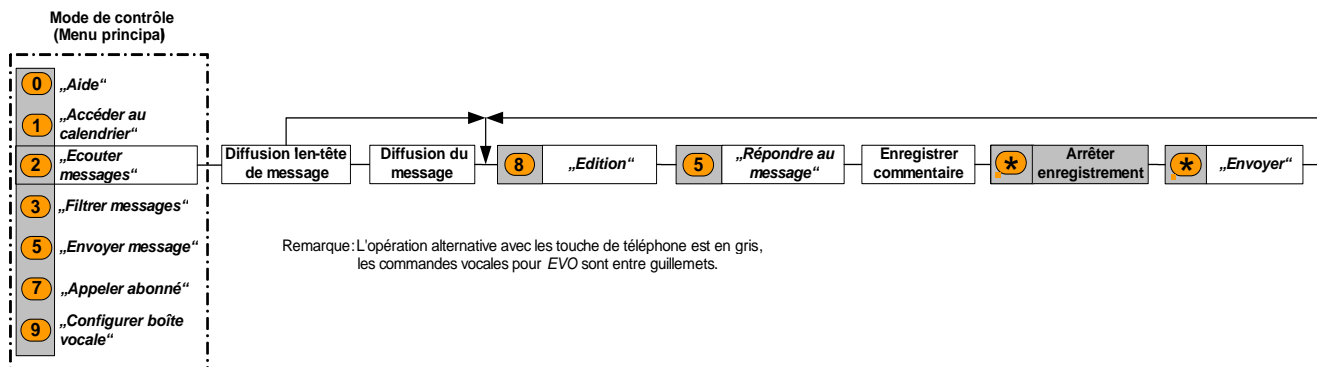 Mode de contrôle
(Menu principal)
0 „Aide“
1 „Accéder au
calendrier“
2 „Ecouter
messages“
3 „Filtrer messages“
5 „Envoyer message“
7 „Appeler abonné“
9 „Configurer boîte
vocale“
Diffusion len-tête
de message
Diffusion du
message
8 „Edition“
5 „Répondre au
message“
Enregistrer
commentaire
* Arrêter
enregistrement
* „Envoyer“
Remarque: L'opération alternative avec les touche de téléphone est en gris,
les commandes vocales pour EVO sont entre guillemets.